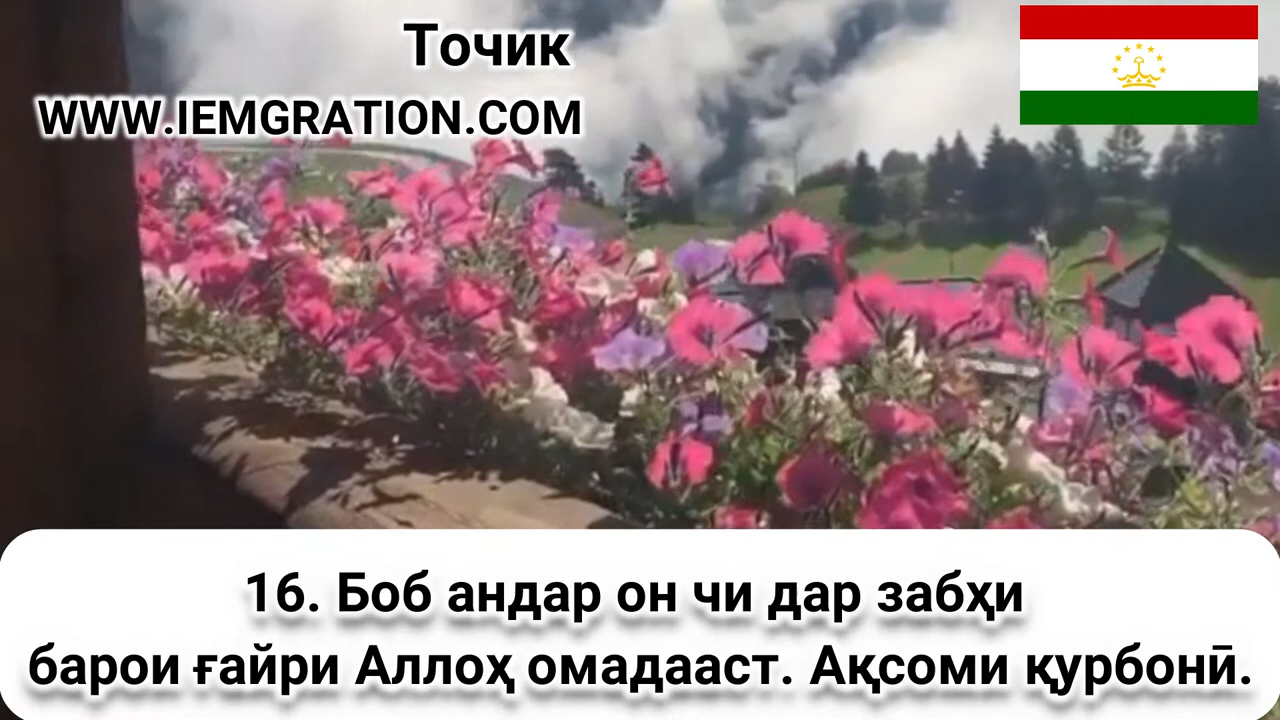 Точик
WWW.IEMGRATION.COM
16. Боб андар он чи дар забҳи
барои ғайри Аллоҳ омадааст. Ақсоми қурбонӣ.